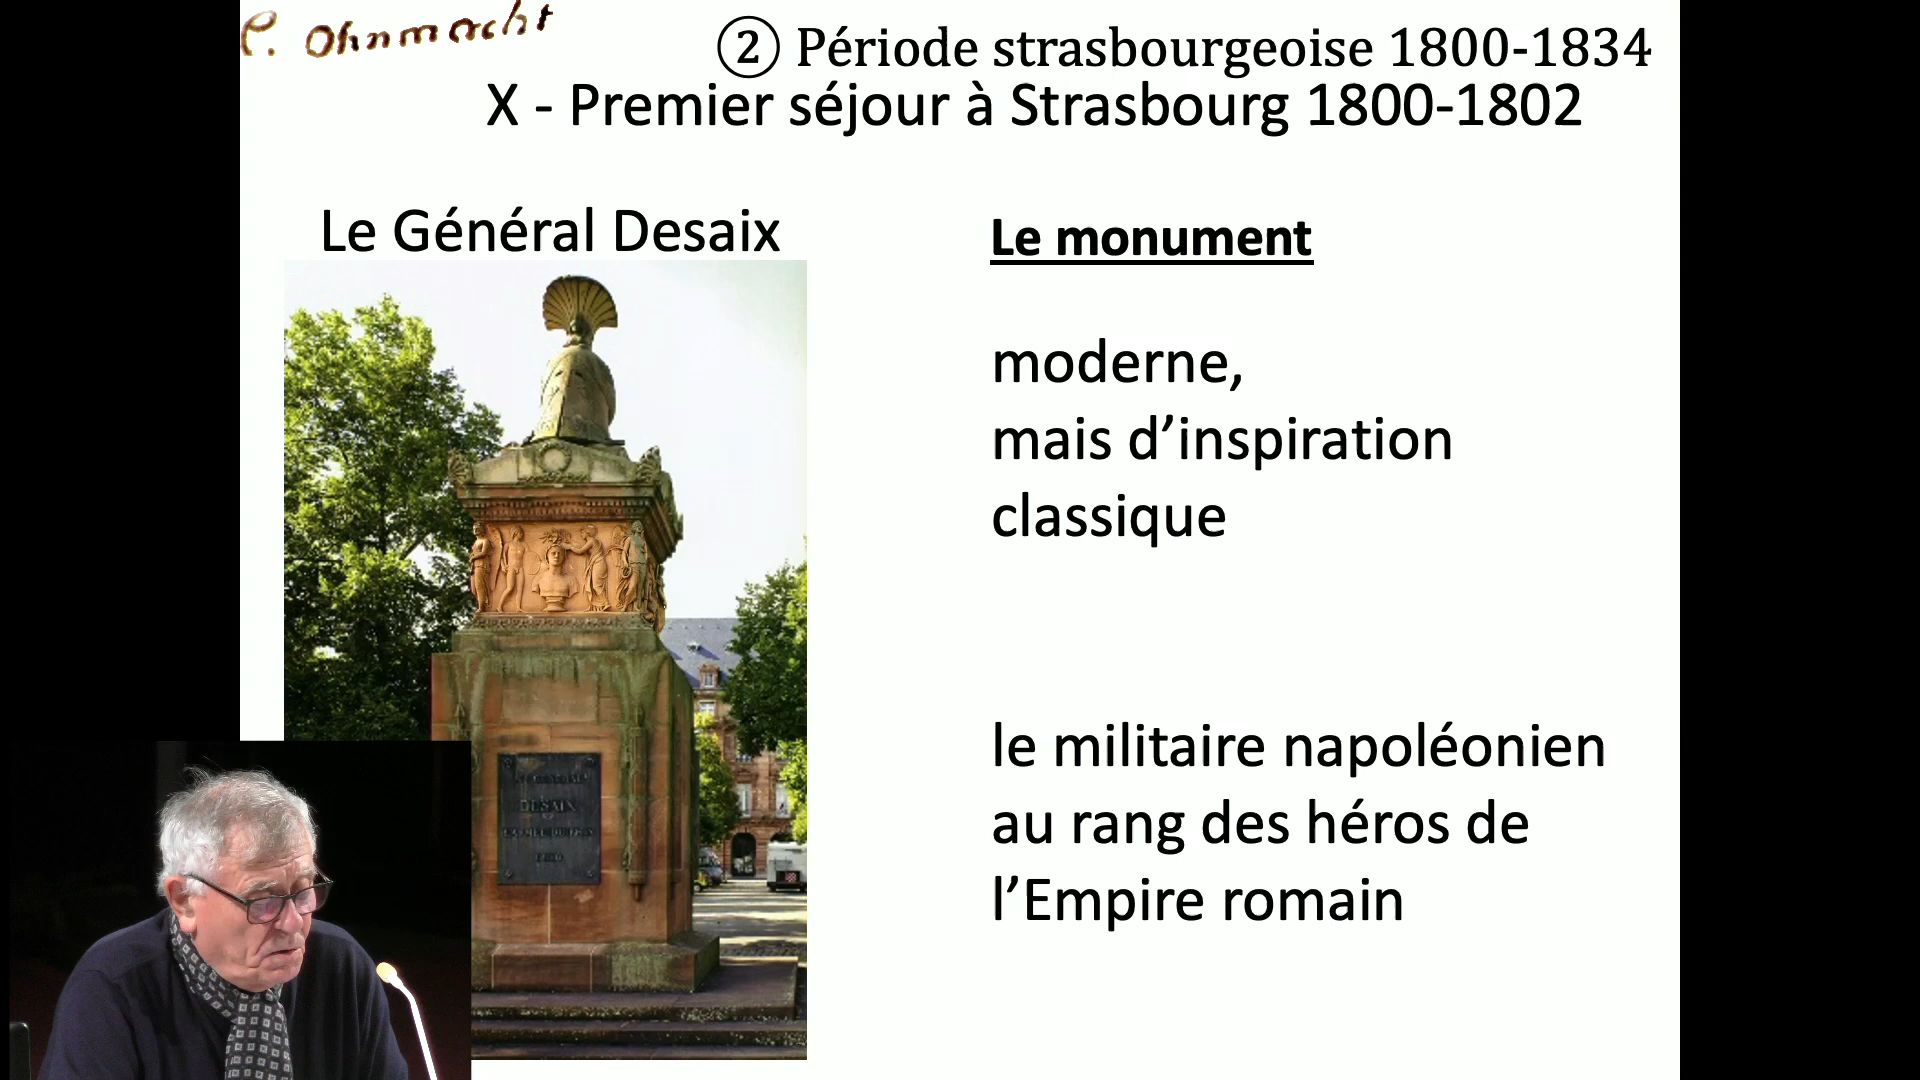 P. Ohnmacht
② Période strasbourgeoise 1800-1834
X - Premier séjour à Strasbourg 1800-1802
Le Général Desaix
Le monument
moderne,
mais d’inspiration
classique
le militaire napoléonien
au rang des héros de
l’Empire romain
DESAIX